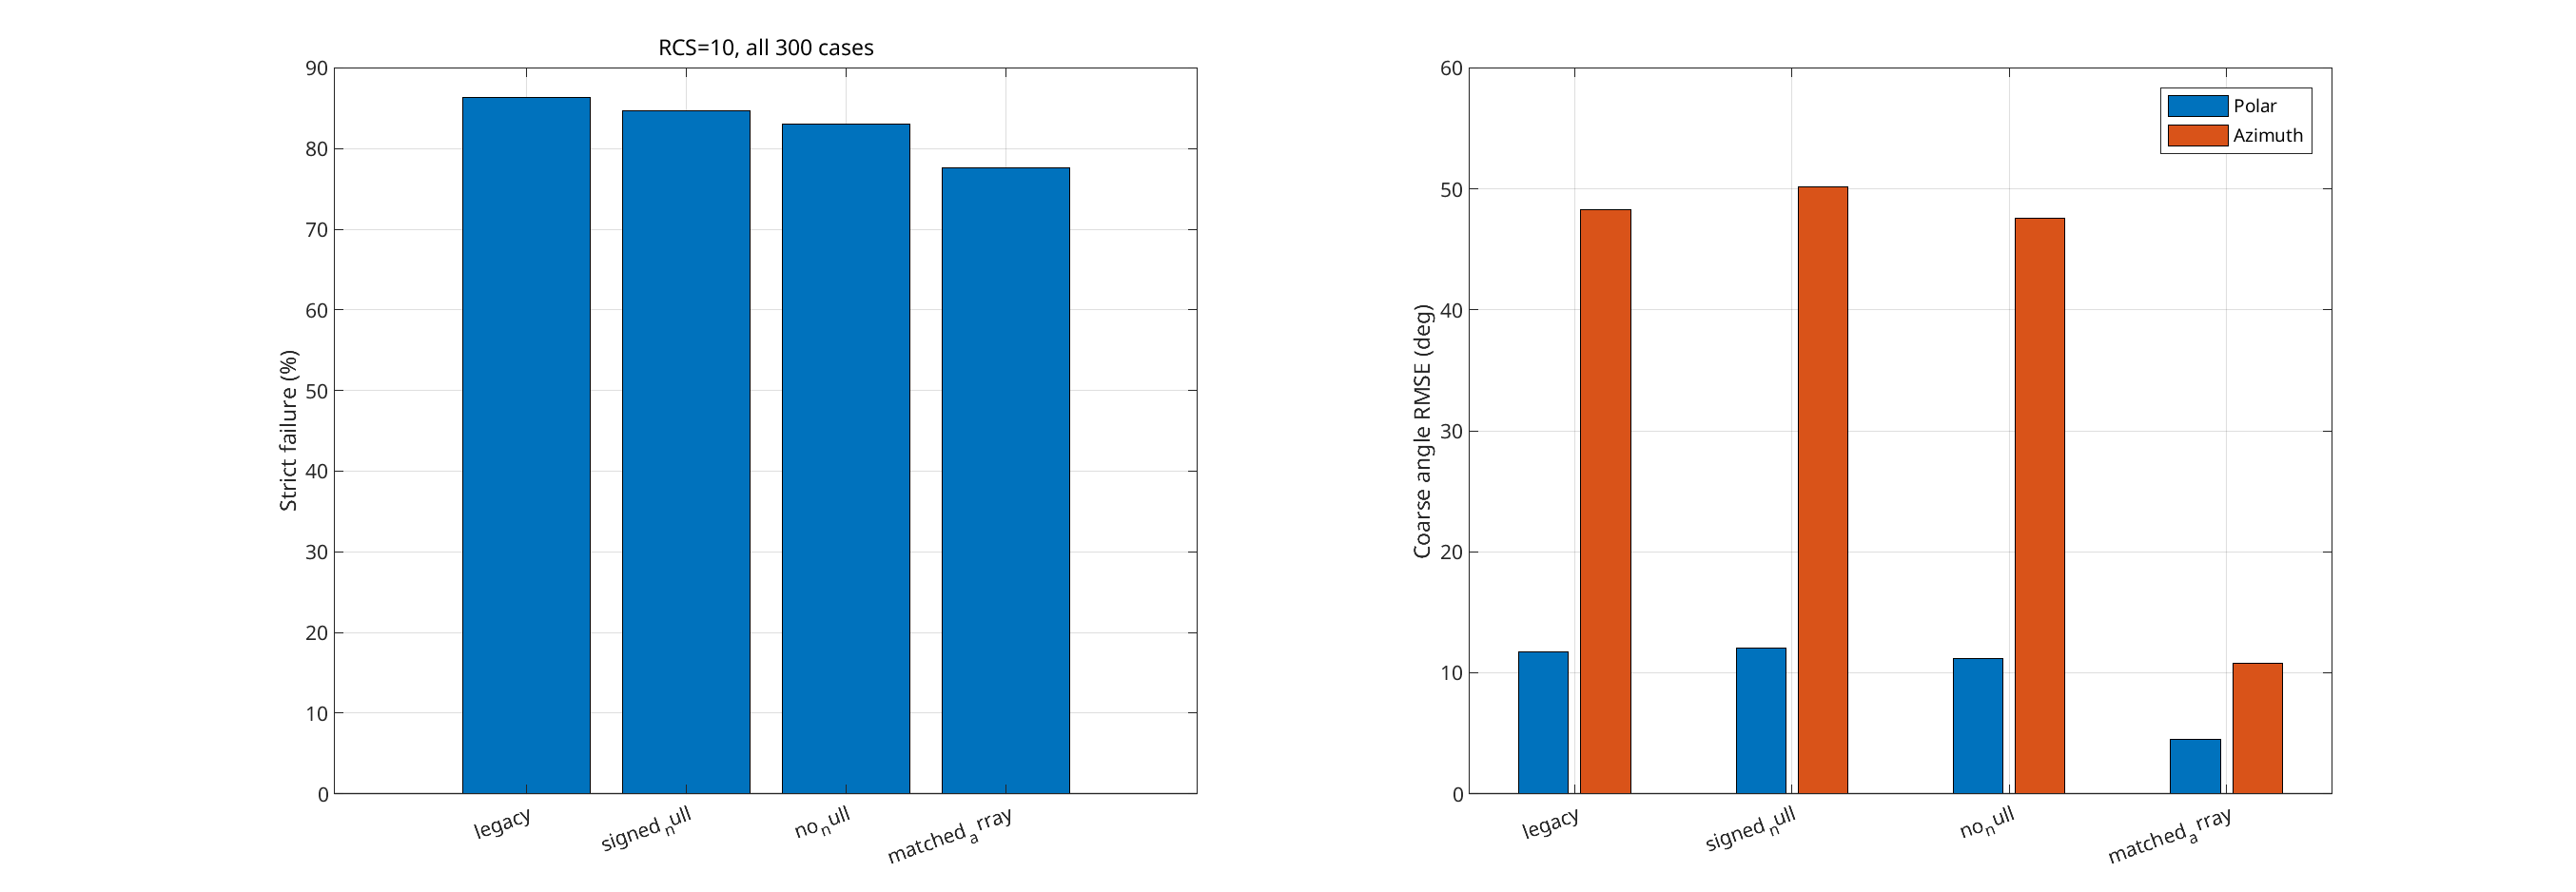 RCS=10, all 300 cases
Strict failure (%)
90
80
70
60
50
40
30
20
10
0
legacy
signed_null
no_null
matched_array
Coarse angle RMSE (deg)
60
50
40
30
20
10
0
legacy
signed_null
no_null
matched_array
Polar
Azimuth